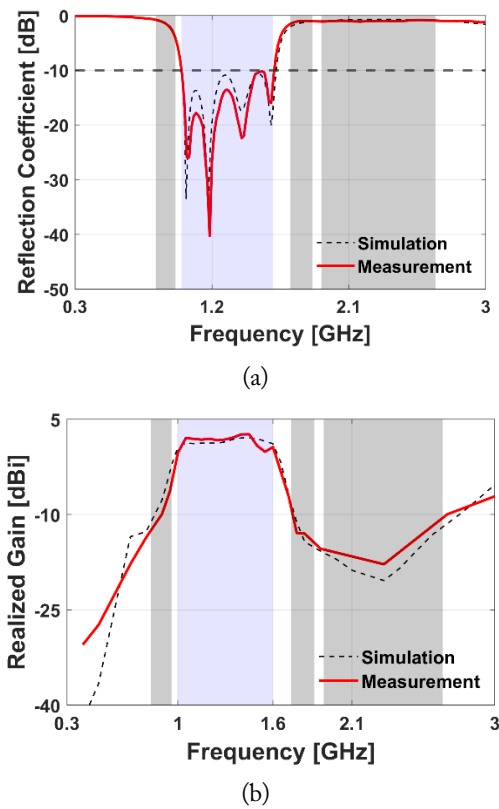 0
-10
-20
-30
-40
-50
Reflection Coefficient [dB]
Simulation
Measurement
0.3 1.2 2.1 3
Frequency [GHz]
(a)
5
-10
-25
-40
Realized Gain [dBi]
Simulation
Measurement
0.3 1 1.6 2.1 3
Frequency [GHz]
(b)